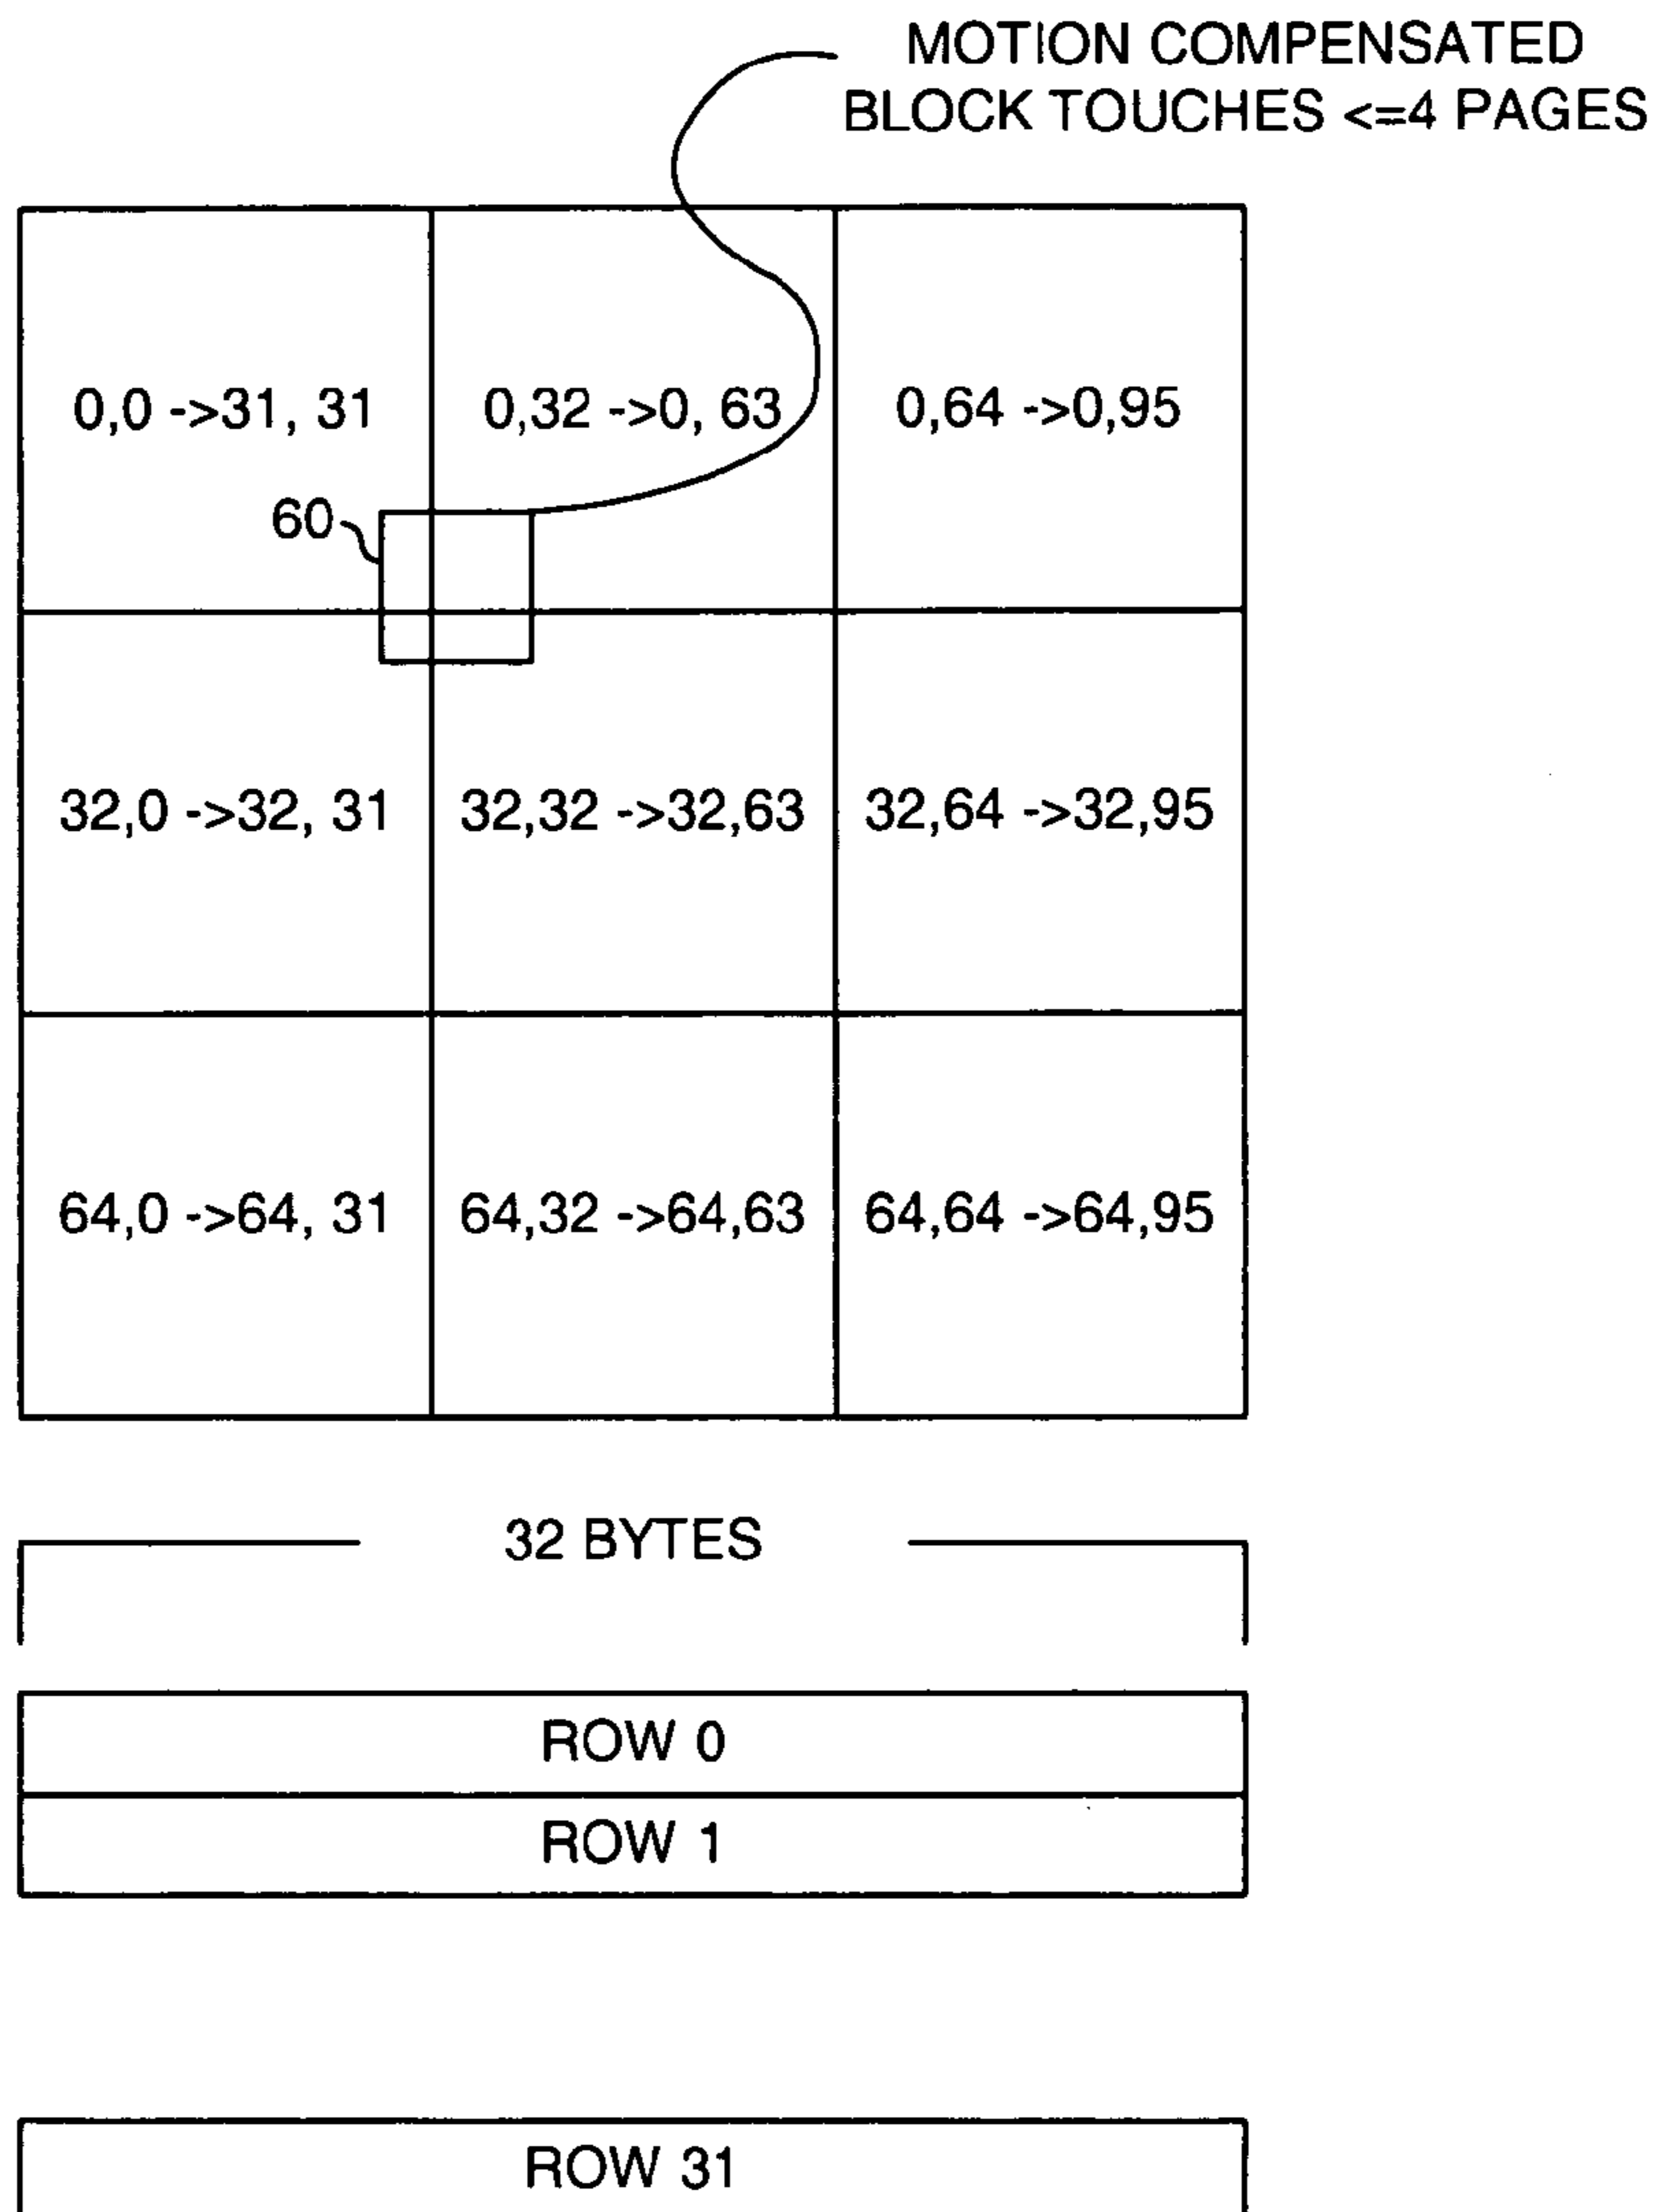 MOTION COMPENSATED
BLOCK TOUCHES <=4 PAGES
0,0 ->31, 31
0,32 ->0, 63
0,64 ->0,95
60
32,0 ->32, 31
32,32 ->32,63
32,64 ->32,95
64,0 ->64, 31
64,32 ->64,63
64,64 ->64,95
32 BYTES
ROW 0
ROW 1
ROW 31